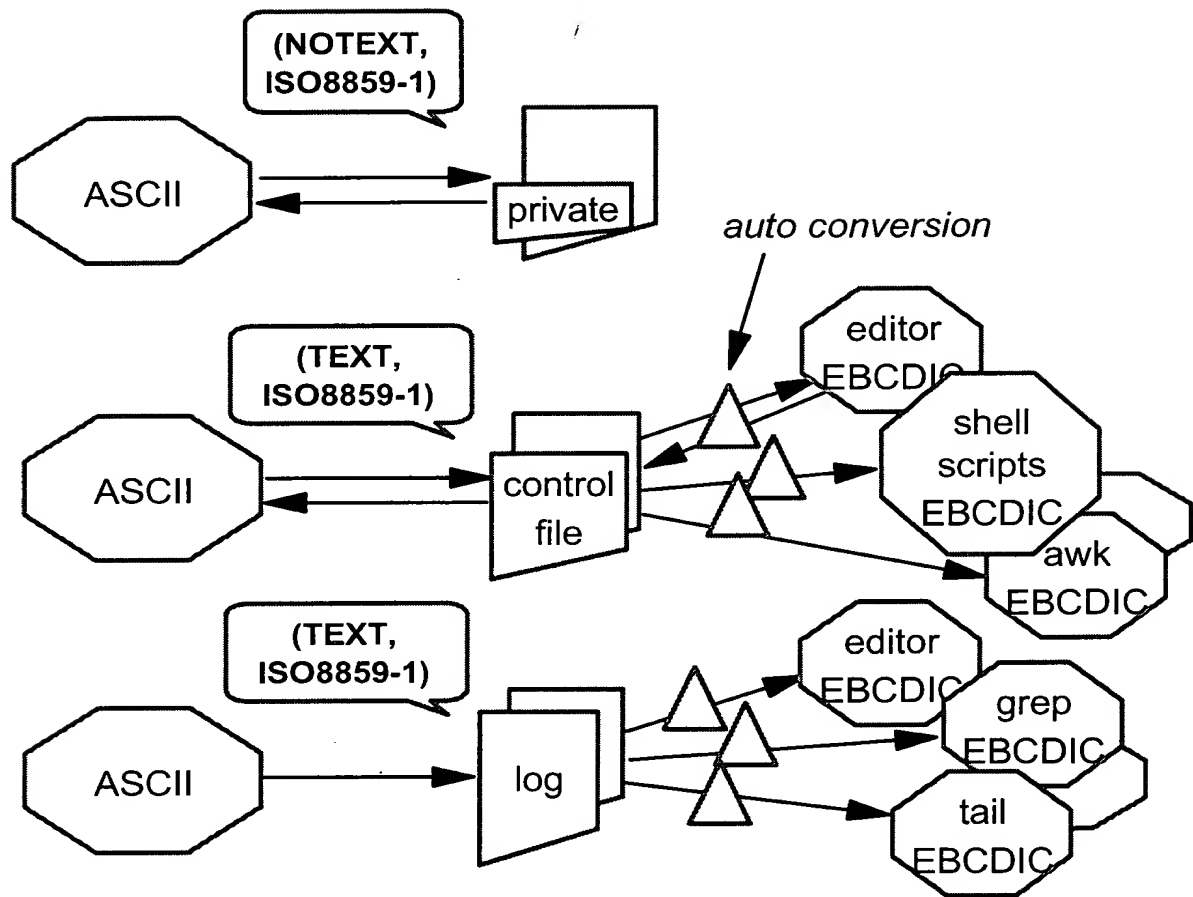 (NOTEXT,
ISO8859-1)
ASCII
private
auto conversion
(TEXT,
ISO8859-1)
ASCII
control
file
editor
EBCDIC
shell
scripts
EBCDIC
awk
EBCDIC
(TEXT,
ISO8859-1)
ASCII
log
editor
EBCDIC
grep
EBCDIC
tail
EBCDIC